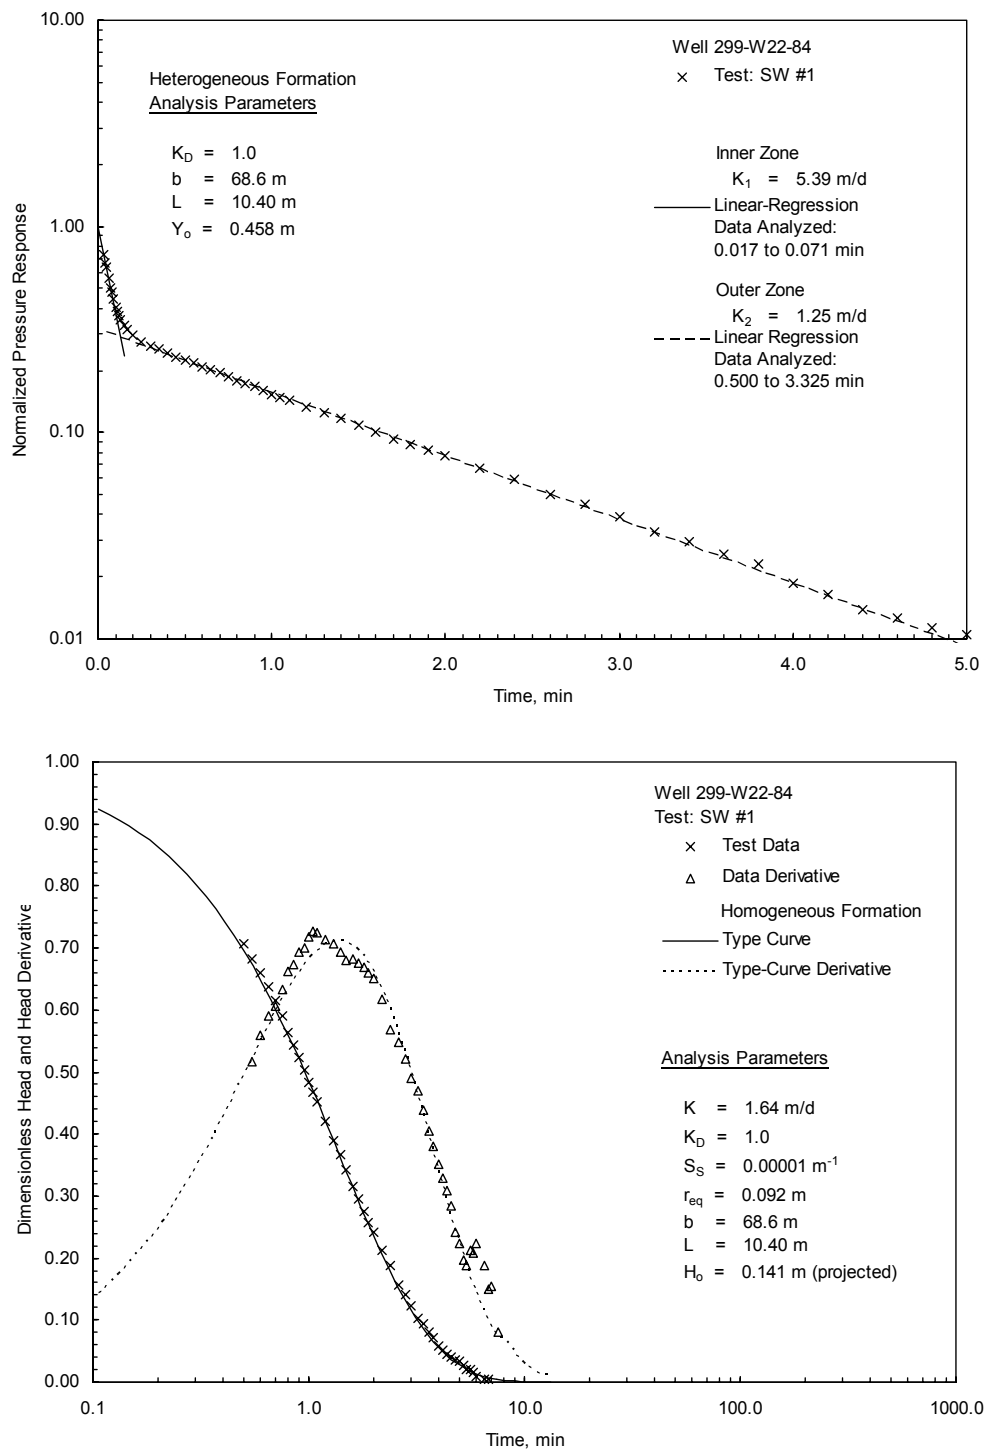 10.00
1.00
0.10
0.01
Normalized Pressure Response
Heterogeneous Formation
Analysis Parameters
K_D = 1.0
b = 68.6 m
L = 10.40 m
Y_o = 0.458 m
Well 299-W22-84
× Test: SW #1
Inner Zone
K_1 = 5.39 m/d
Linear-Regression
Data Analyzed:
0.017 to 0.071 min
Outer Zone
K_2 = 1.25 m/d
Linear Regression
Data Analyzed:
0.500 to 3.325 min
0.0 1.0 2.0 3.0 4.0 5.0
Time, min
1.00
0.90
0.80
0.70
0.60
0.50
0.40
0.30
0.20
0.10
0.00
Dimensionless Head and Head Derivative
Well 299-W22-84
Test: SW #1
× Test Data
Δ Data Derivative
Homogeneous Formation
Type Curve
Type-Curve Derivative
Analysis Parameters
K = 1.64 m/d
K_D = 1.0
S_S = 0.00001 m⁻¹
r_eq = 0.092 m
b = 68.6 m
L = 10.40 m
H_o = 0.141 m (projected)
0.1 1.0 10.0 100.0 1000.0
Time, min